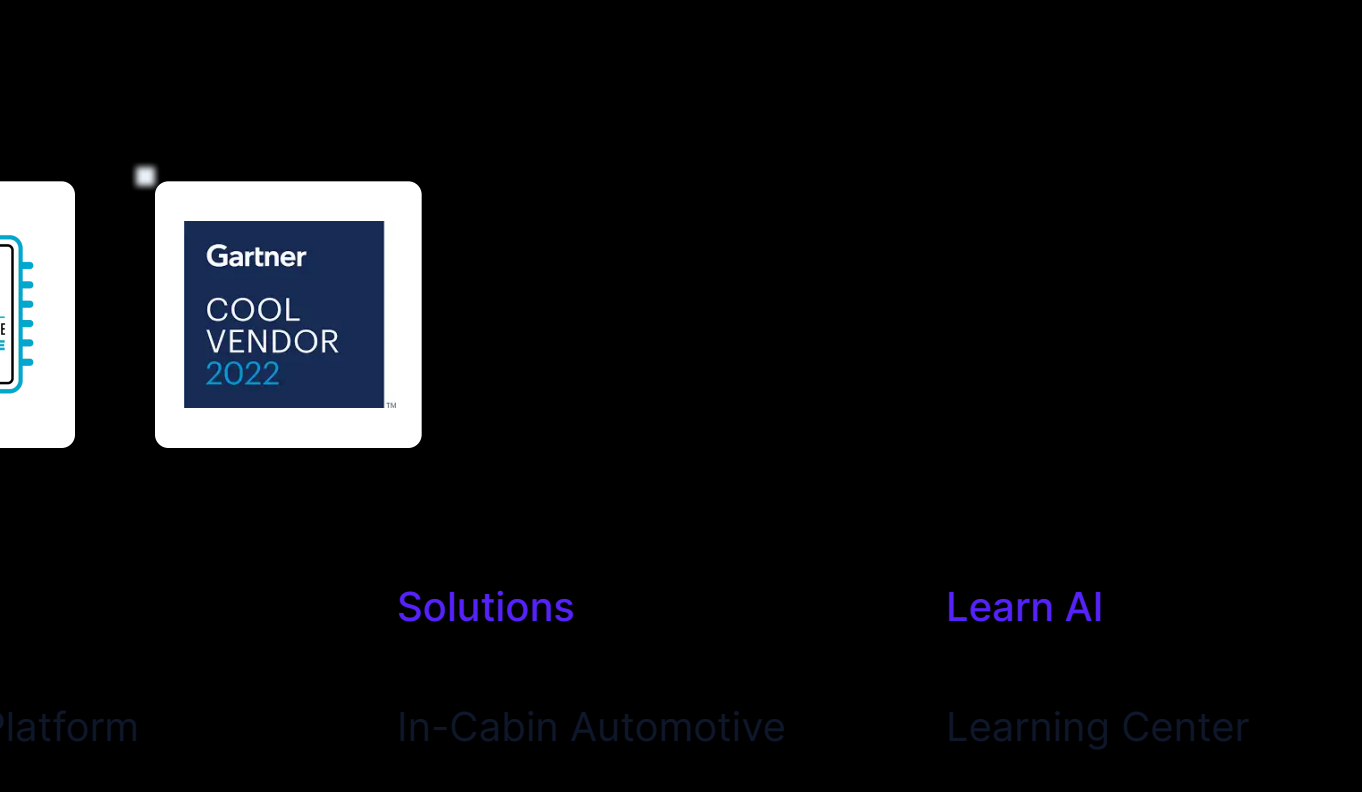 Gartner
COOL
VENDOR
2022
TM
Solutions
Learn AI
Platform
In-Cabin Automotive
Learning Center